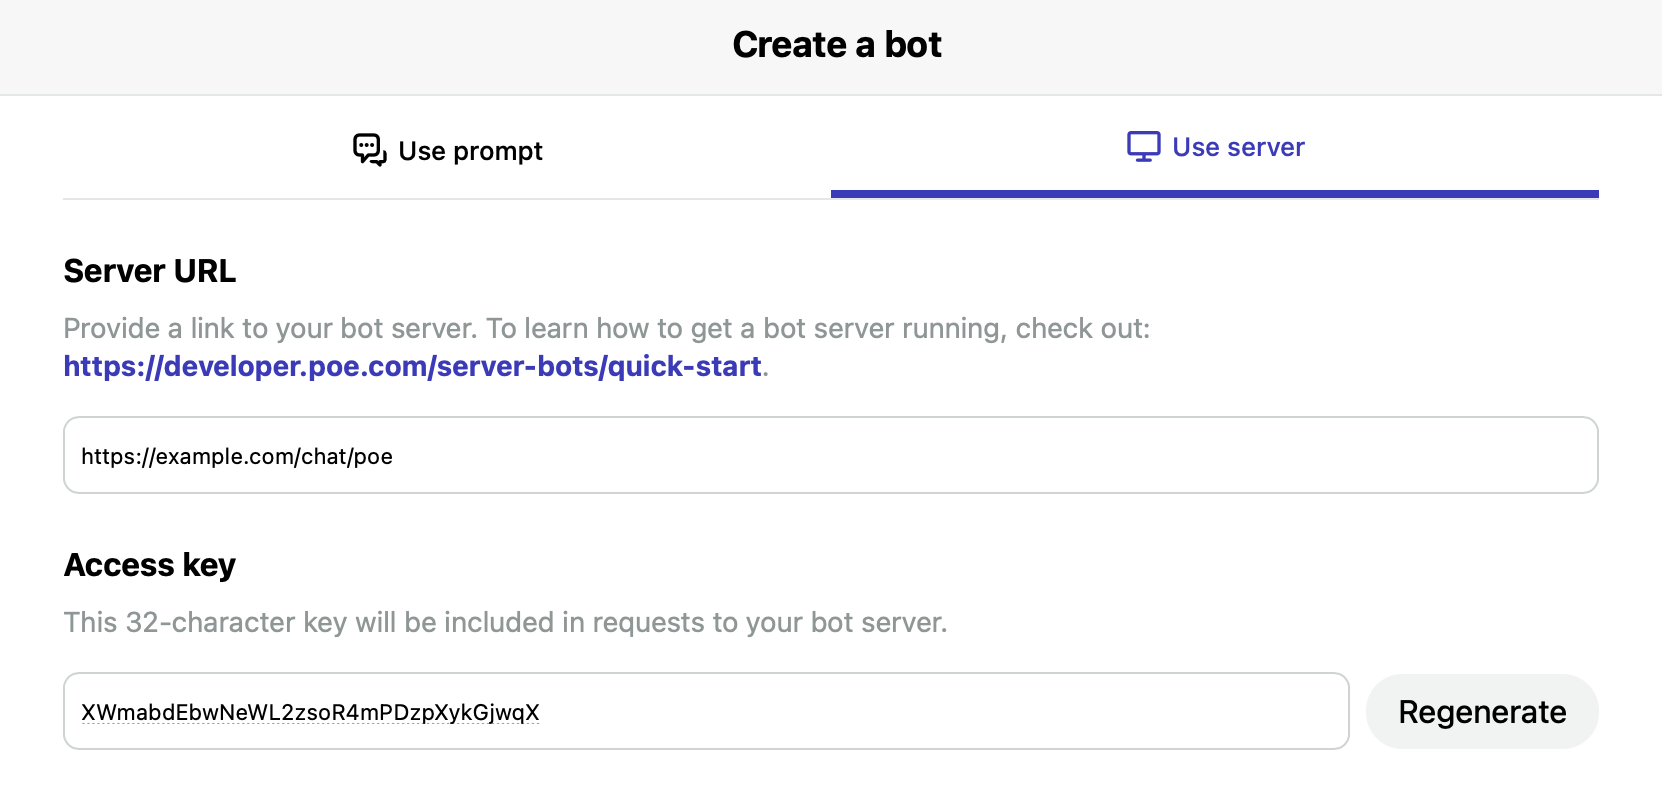 Create a bot
Use prompt
Use server
Server URL
Provide a link to your bot server. To learn how to get a bot server running, check out:
https://developer.poe.com/server-bots/quick-start.
https://example.com/chat/poe
Access key
This 32-character key will be included in requests to your bot server.
XWmabdEbwNeWL2zsoR4mPDzpXykGjwqX
Regenerate